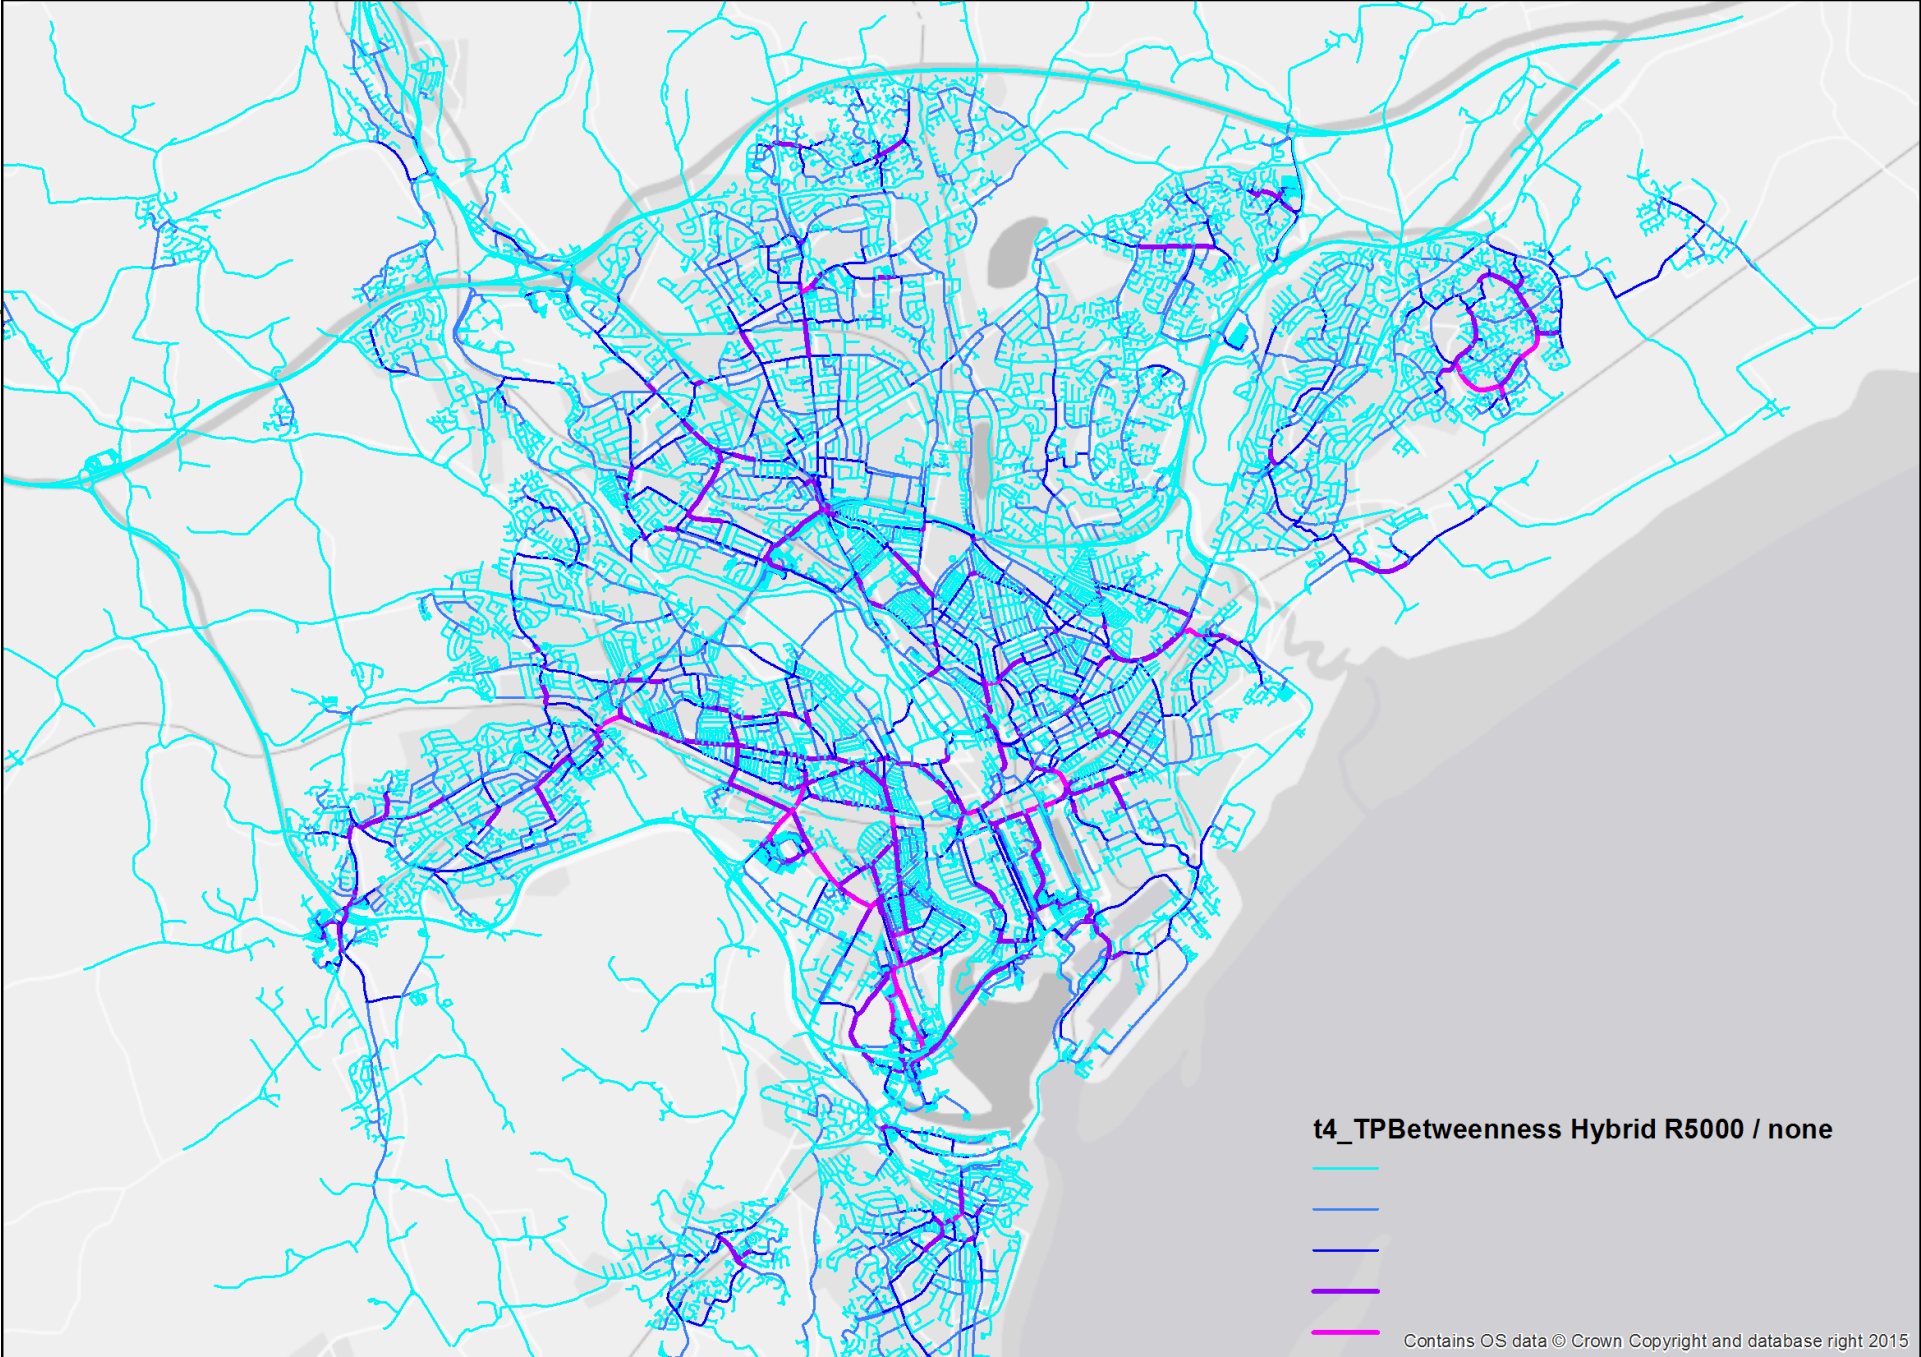 t4_TPBetweenness Hybrid R5000 / none
Contains OS data © Crown Copyright and database right 2015